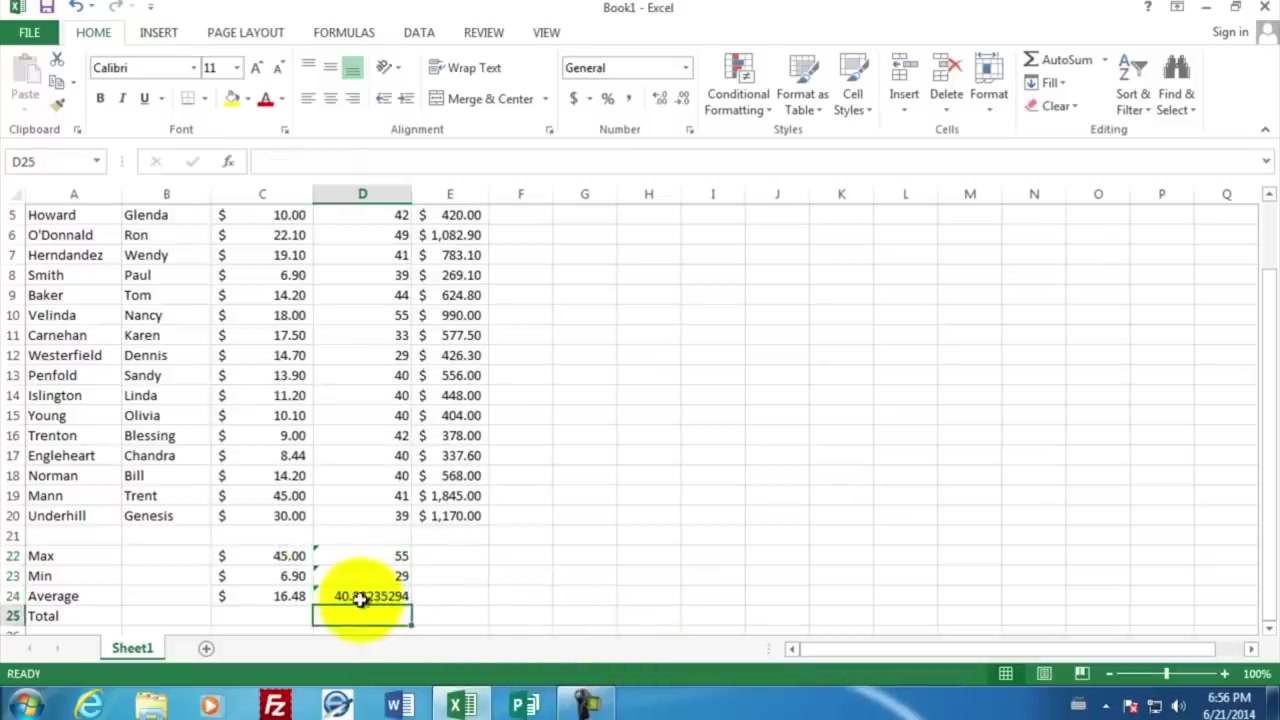 Book1 - Excel
?
FILE HOME INSERT PAGE LAYOUT FORMULAS DATA REVIEW VIEW Sign in
Paste
Calibri 11
B I U A
Wrap Text
Merge & Center
General
$ % ,
Conditional Formatting
Format as Table
Cell Styles
Insert Delete Format
AutoSum
Fill
Clear
Sort & Filter
Find & Select
Clipboard Font Alignment Number Styles Cells Editing
D25 fx
A B C D E F G H I J K L M N O P Q
5 Howard Glenda $ 10.00 42 $ 420.00
6 O'Donnald Ron $ 22.10 49 $ 1,082.90
7 Herndandez Wendy $ 19.10 41 $ 783.10
8 Smith Paul $ 6.90 39 $ 269.10
9 Baker Tom $ 14.20 44 $ 624.80
10 Velinda Nancy $ 18.00 55 $ 990.00
11 Carnehan Karen $ 17.50 33 $ 577.50
12 Westerfield Dennis $ 14.70 29 $ 426.30
13 Penfold Sandy $ 13.90 40 $ 556.00
14 Islington Linda $ 11.20 40 $ 448.00
15 Young Olivia $ 10.10 40 $ 404.00
16 Trenton Blessing $ 9.00 42 $ 378.00
17 Engleheart Chandra $ 8.44 40 $ 337.60
18 Norman Bill $ 14.20 40 $ 568.00
19 Mann Trent $ 45.00 41 $ 1,845.00
20 Underhill Genesis $ 30.00 39 $ 1,170.00
21
22 Max $ 45.00 55
23 Min $ 6.90 29
24 Average $ 16.48
25 Total
Sheet1
READY 100%
6:56 PM
6/21/2014